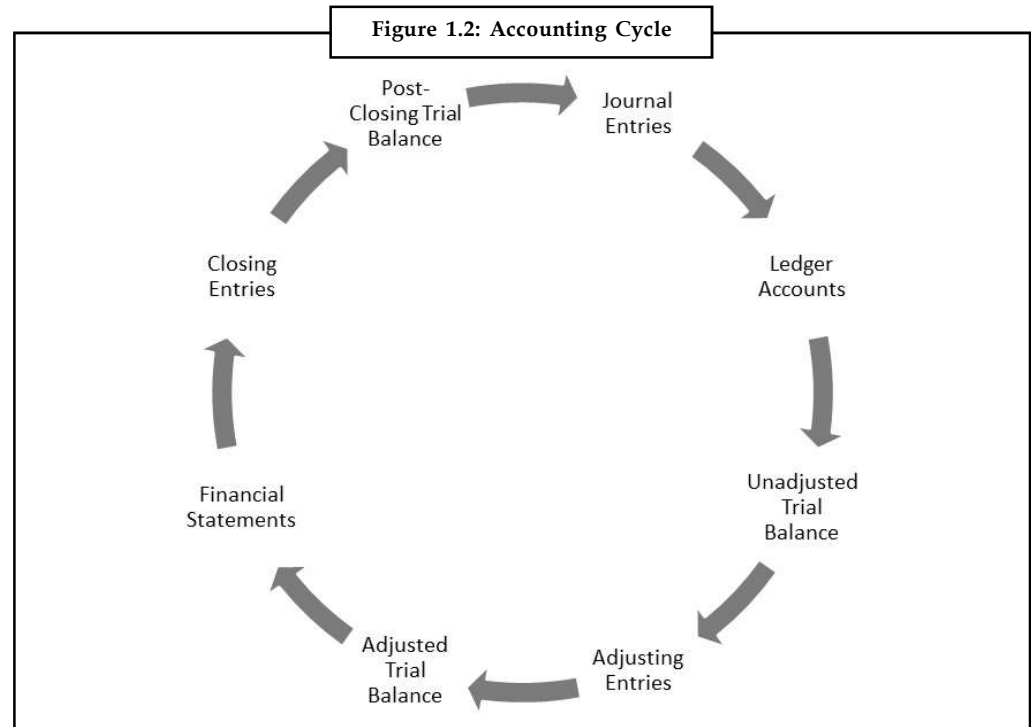 Figure 1.2: Accounting Cycle
Post-
Closing Trial
Balance
Journal
Entries
Ledger
Accounts
Unadjusted
Trial
Balance
Adjusting
Entries
Adjusted
Trial
Balance
Financial
Statements
Closing
Entries